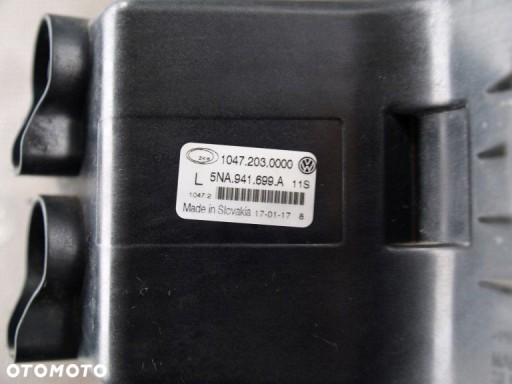 1047.203.0000
L 5NA.941.699.A 11S
1047.2
Made in Slovakia 17-01-17 8
OTOMOTO